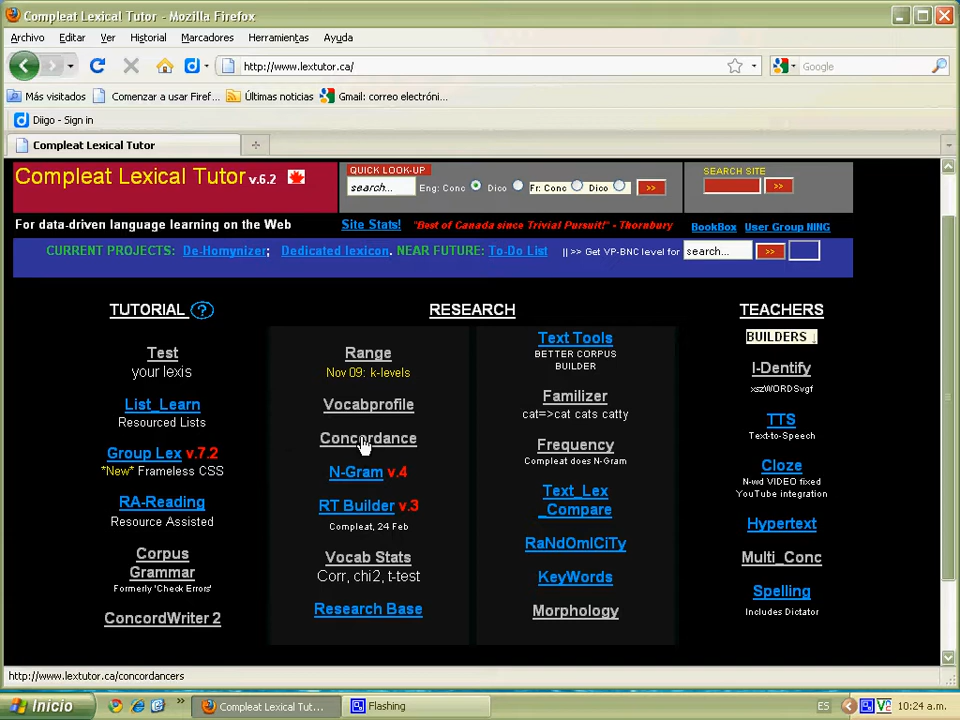 Compleat Lexical Tutor - Mozilla Firefox
Archivo Editar Ver Historial Marcadores Herramientas Ayuda
http://www.lextutor.ca/
Google
Más visitados Comenzar a usar Firef... Últimas noticias Gmail: correo electróni...
Diigo - Sign in
Compleat Lexical Tutor
QUICK LOOK-UP
SEARCH SITE
Compleat Lexical Tutor v.6.2
search... Eng: Conc Dico Fr: Conc Dico >>
>>
For data-driven language learning on the Web Site Stats! "Best of Canada since Trivial Pursuit!" - Thornbury BookBox User Group NING
CURRENT PROJECTS: De-Homynizer; Dedicated lexicon. NEAR FUTURE: To-Do List || >> Get VP-BNC level for search... >>
TUTORIAL ?
Test
your lexis
List_Learn
Resourced Lists
Group Lex v.7.2
*New* Frameless CSS
RA-Reading
Resource Assisted
Corpus
Grammar
Formerly 'Check Errors'
ConcordWriter 2
RESEARCH
Range
Nov 09: k-levels
Vocabprofile
Concordance
N-Gram v.4
RT Builder v.3
Compleat, 24 Feb
Vocab Stats
Corr, chi2, t-test
Research Base
Text Tools
BETTER CORPUS
BUILDER
Familizer
cat=>cat cats catty
Frequency
Compleat does N-Gram
Text_Lex
_Compare
RaNdOmICiTy
KeyWords
Morphology
TEACHERS
BUILDERS ↓
I-Dentify
xszWORDSvgf
TTS
Text-to-Speech
Cloze
N-wd VIDEO fixed
YouTube integration
Hypertext
Multi_Conc
Spelling
Includes Dictator
http://www.lextutor.ca/concordancers
Inicio » Compleat Lexical Tut... Flashing ES 10:24 a.m.